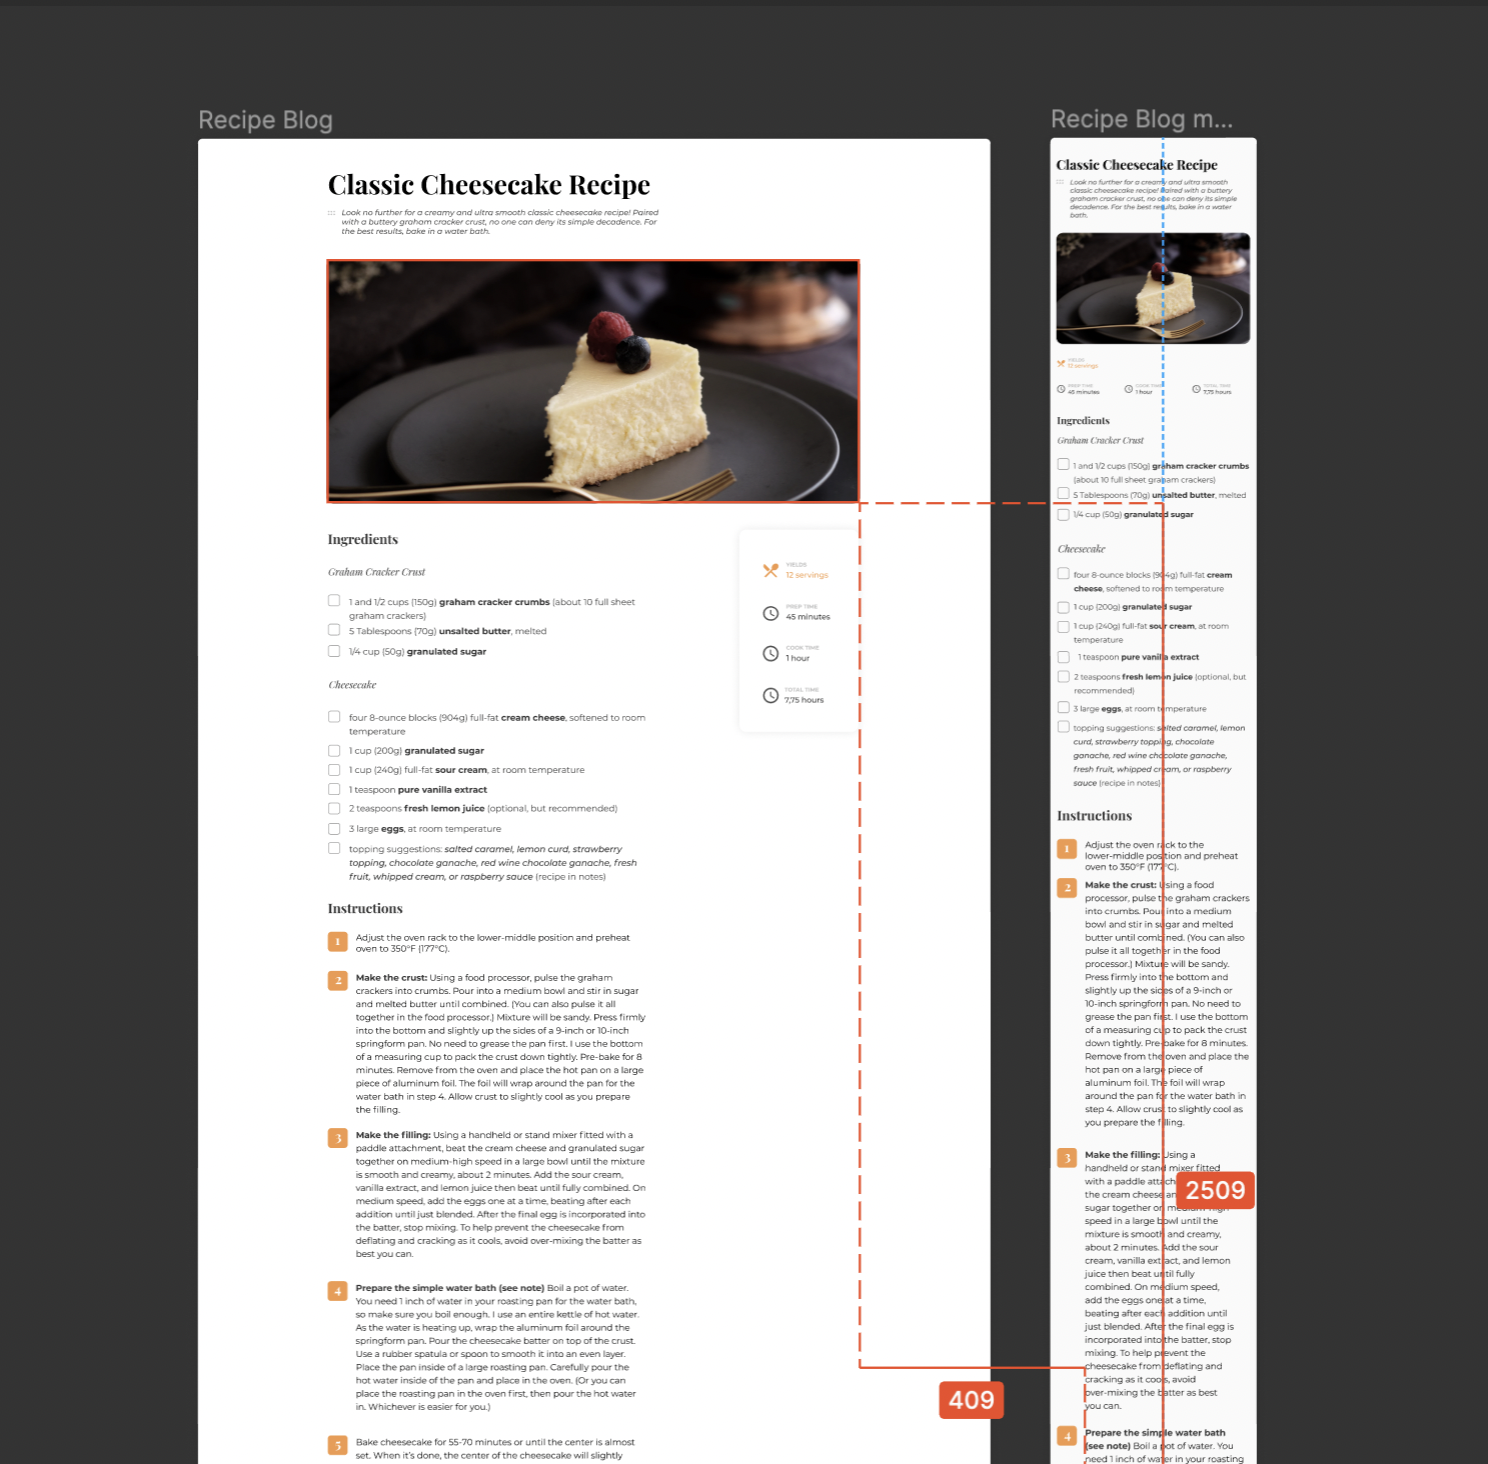 Recipe Blog
Classic Cheesecake Recipe
Look no further for a creamy and ultra smooth classic cheesecake recipe! Paired
with a buttery graham cracker crust, no one can deny its simple decadence. For
the best results, bake in a water bath.
Ingredients
Graham Cracker Crust
1 and 1/2 cups (150g) graham cracker crumbs (about 10 full sheet
graham crackers)
5 Tablespoons (70g) unsalted butter, melted
1/4 cup (50g) granulated sugar
Cheesecake
four 8-ounce blocks (904g) full-fat cream cheese, softened to room
temperature
1 cup (200g) granulated sugar
1 cup (240g) full-fat sour cream, at room temperature
1 teaspoon pure vanilla extract
2 teaspoons fresh lemon juice (optional, but recommended)
3 large eggs, at room temperature
topping suggestions: salted caramel, lemon curd, strawberry
topping, chocolate ganache, red wine chocolate ganache, fresh
fruit, whipped cream, or raspberry sauce (recipe in notes)
YIELDS
12 servings
PREP TIME
45 minutes
COOK TIME
1 hour
TOTAL TIME
7,75 hours
Instructions
1
Adjust the oven rack to the lower-middle position and preheat
oven to 350°F (177°C).
2
Make the crust: Using a food processor, pulse the graham
crackers into crumbs. Pour into a medium bowl and stir in sugar
and melted butter until combined. (You can also pulse it all
together in the food processor.) Mixture will be sandy. Press firmly
into the bottom and slightly up the sides of a 9-inch or 10-inch
springform pan. No need to grease the pan first. I use the bottom
of a measuring cup to pack the crust down tightly. Pre-bake for 8
minutes. Remove from the oven and place the hot pan on a large
piece of aluminum foil. The foil will wrap around the pan for the
water bath in step 4. Allow crust to slightly cool as you prepare
the filling.
3
Make the filling: Using a handheld or stand mixer fitted with a
paddle attachment, beat the cream cheese and granulated sugar
together on medium-high speed in a large bowl until the mixture
is smooth and creamy, about 2 minutes. Add the sour cream,
vanilla extract, and lemon juice then beat until fully combined. On
medium speed, add the eggs one at a time, beating after each
addition until just blended. After the final egg is incorporated into
the batter, stop mixing. To help prevent the cheesecake from
deflating and cracking as it cools, avoid over-mixing the batter as
best you can.
4
Prepare the simple water bath (see note) Boil a pot of water.
You need 1 inch of water in your roasting pan for the water bath,
so make sure you boil enough. I use an entire kettle of hot water.
As the water is heating up, wrap the aluminum foil around the
springform pan. Pour the cheesecake batter on top of the crust.
Use a rubber spatula or spoon to smooth it into an even layer.
Place the pan inside of a large roasting pan. Carefully pour the
hot water inside of the pan and place in the oven. (Or you can
place the roasting pan in the oven first, then pour the hot water
in. Whichever is easier for you.)
5
Bake cheesecake for 55-70 minutes or until the center is almost
set. When it's done, the center of the cheesecake will slightly
409
Recipe Blog m...
Classic Cheesecake Recipe
Look no further for a creamy and ultra smooth
classic cheesecake recipe! Paired with a buttery
graham cracker crust, no one can deny its simple
decadence. For the best results, bake in a water
bath.
YIELDS
12 servings
PREP TIME
45 minutes
COOK TIME
1 hour
TOTAL TIME
7,75 hours
Ingredients
Graham Cracker Crust
1 and 1/2 cups (150g) graham cracker crumbs
(about 10 full sheet graham crackers)
5 Tablespoons (70g) unsalted butter, melted
1/4 cup (50g) granulated sugar
Cheesecake
four 8-ounce blocks (904g) full-fat cream
cheese, softened to room temperature
1 cup (200g) granulated sugar
1 cup (240g) full-fat sour cream, at room
temperature
1 teaspoon pure vanilla extract
2 teaspoons fresh lemon juice (optional, but
recommended)
3 large eggs, at room temperature
topping suggestions: salted caramel, lemon
curd, strawberry topping, chocolate
ganache, red wine chocolate ganache,
fresh fruit, whipped cream, or raspberry
sauce (recipe in notes)
Instructions
1
Adjust the oven rack to the
lower-middle position and preheat
oven to 350°F (177°C).
2
Make the crust: Using a food
processor, pulse the graham crackers
into crumbs. Pour into a medium
bowl and stir in sugar and melted
butter until combined. (You can also
pulse it all together in the food
processor.) Mixture will be sandy.
Press firmly into the bottom and
slightly up the sides of a 9-inch or
10-inch springform pan. No need to
grease the pan first. I use the bottom
of a measuring cup to pack the crust
down tightly. Pre-bake for 8 minutes.
Remove from the oven and place the
hot pan on a large piece of
aluminum foil. The foil will wrap
around the pan for the water bath in
step 4. Allow crust to slightly cool as
you prepare the filling.
3
Make the filling: Using a
handheld or stand mixer fitted
with a paddle
the cream cheese
sugar together on medium-high
speed in a large bowl until the
mixture is smooth and creamy,
about 2 minutes. Add the sour
cream, vanilla extract, and lemon
juice then beat until fully
combined. On medium speed,
add the eggs one at a time,
beating after each addition until
just blended. After the final egg is
incorporated into the batter, stop
mixing. To help prevent the
cheesecake from deflating and
cracking as it cools, avoid
over-mixing the batter as best
you can.
4
Prepare the simple water bath
(see note) Boil a pot of water. You
need 1 inch of water in your roasting
2509